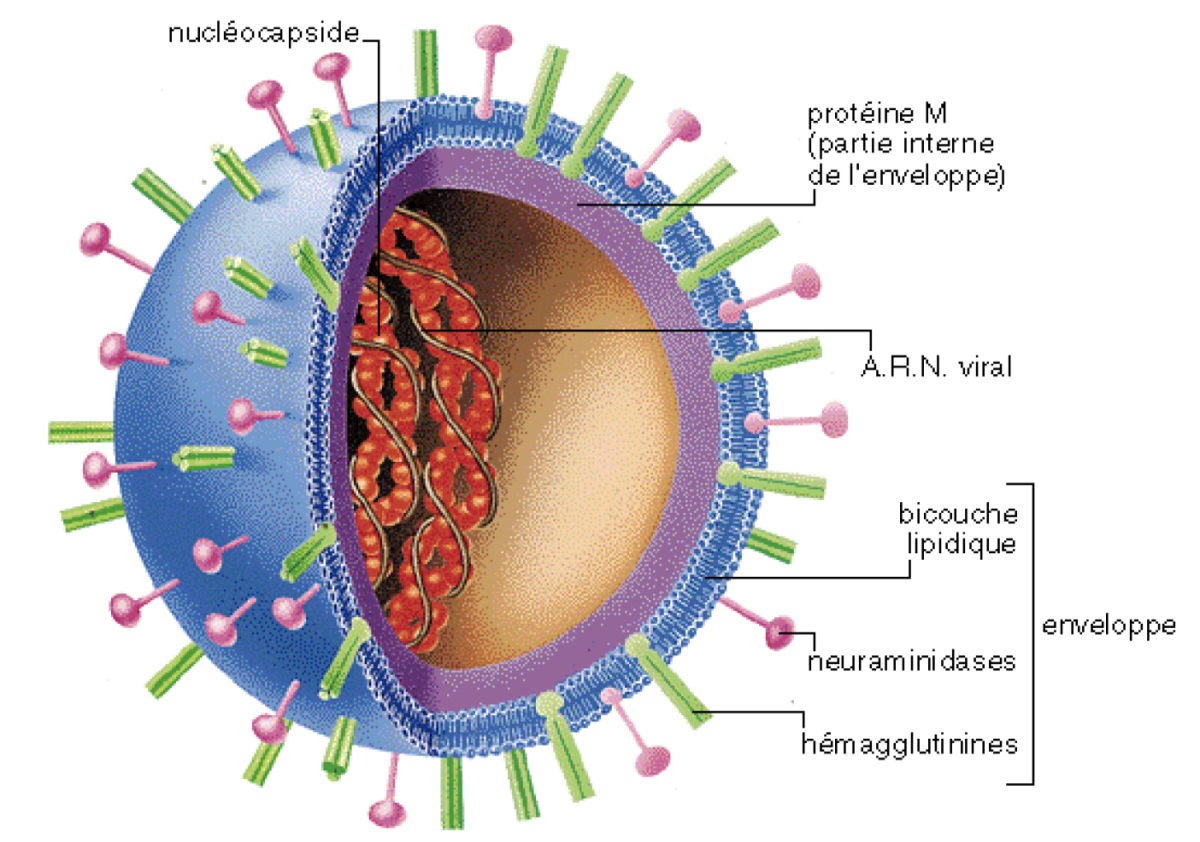 nucléocapside
protéine M
(partie interne
de l'enveloppe)
A.R.N. viral
bicouche
lipidique
enveloppe
neuraminidases
hémagglutinines